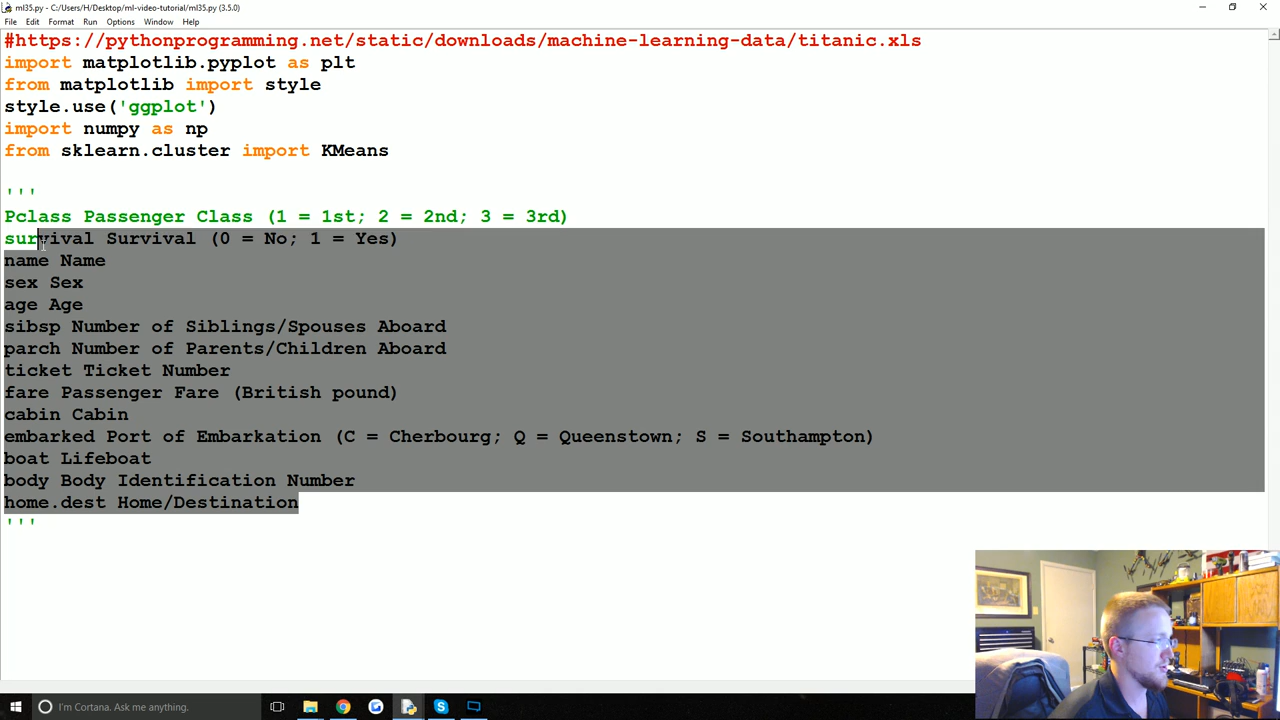 ml35.py - C:/Users/H/Desktop/ml-video-tutorial/ml35.py (3.5.0)
File Edit Format Run Options Window Help
#https://pythonprogramming.net/static/downloads/machine-learning-data/titanic.xls
import matplotlib.pyplot as plt
from matplotlib import style
style.use('ggplot')
import numpy as np
from sklearn.cluster import KMeans
'''
Pclass Passenger Class (1 = 1st; 2 = 2nd; 3 = 3rd)
survival Survival (0 = No; 1 = Yes)
name Name
sex Sex
age Age
sibsp Number of Siblings/Spouses Aboard
parch Number of Parents/Children Aboard
ticket Ticket Number
fare Passenger Fare (British pound)
cabin Cabin
embarked Port of Embarkation (C = Cherbourg; Q = Queenstown; S = Southampton)
boat Lifeboat
body Body Identification Number
home.dest Home/Destination
'''
I'm Cortana. Ask me anything.